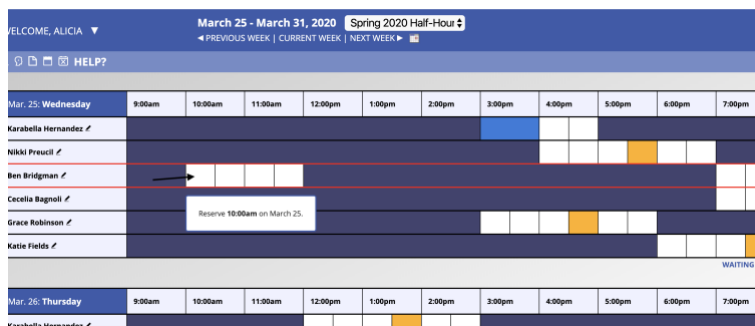 March 25 - March 31, 2020 Spring 2020 Half-Hour
WELCOME, ALICIA ▼
◄ PREVIOUS WEEK | CURRENT WEEK | NEXT WEEK ►
HELP?
Mar. 25: Wednesday 9:00am 10:00am 11:00am 12:00pm 1:00pm 2:00pm 3:00pm 4:00pm 5:00pm 6:00pm 7:00pm
Karabella Hernandez
Nikki Preucil
Ben Bridgman
Cecelia Bagnoli
Reserve 10:00am on March 25.
Grace Robinson
Katie Fields
WAITING
Mar. 26: Thursday 9:00am 10:00am 11:00am 12:00pm 1:00pm 2:00pm 3:00pm 4:00pm 5:00pm 6:00pm 7:00pm
Karabella Hernandez